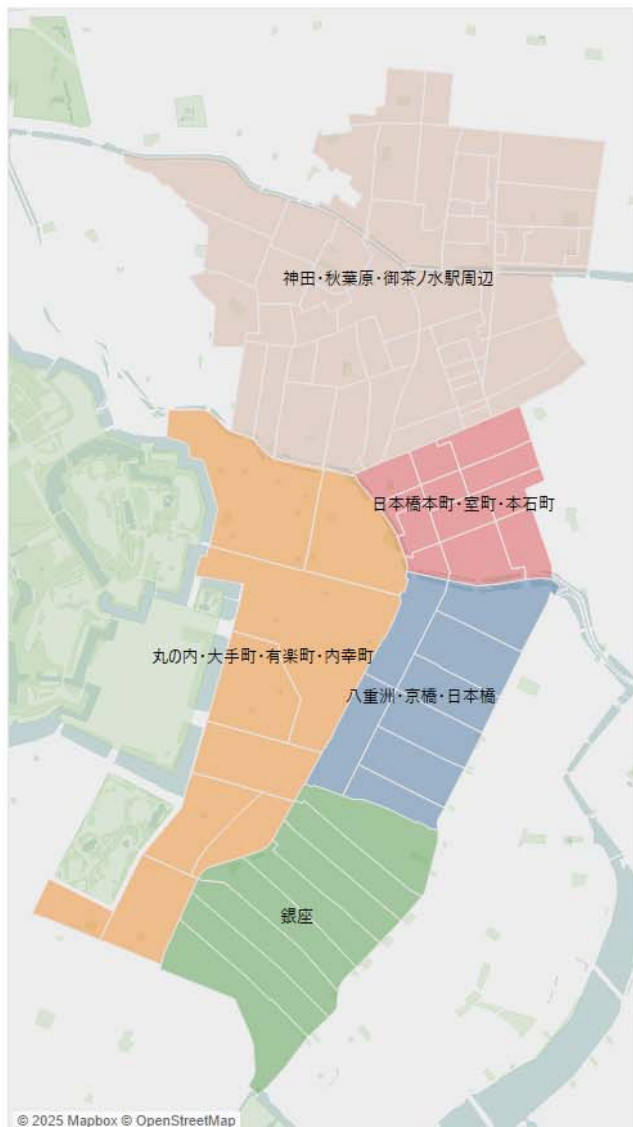 神田・秋葉原・御茶ノ水駅周辺
日本橋本町・室町・本石町
丸の内・大手町・有楽町・内幸町
八重洲・京橋・日本橋
銀座
© 2025 Mapbox © OpenStreetMap